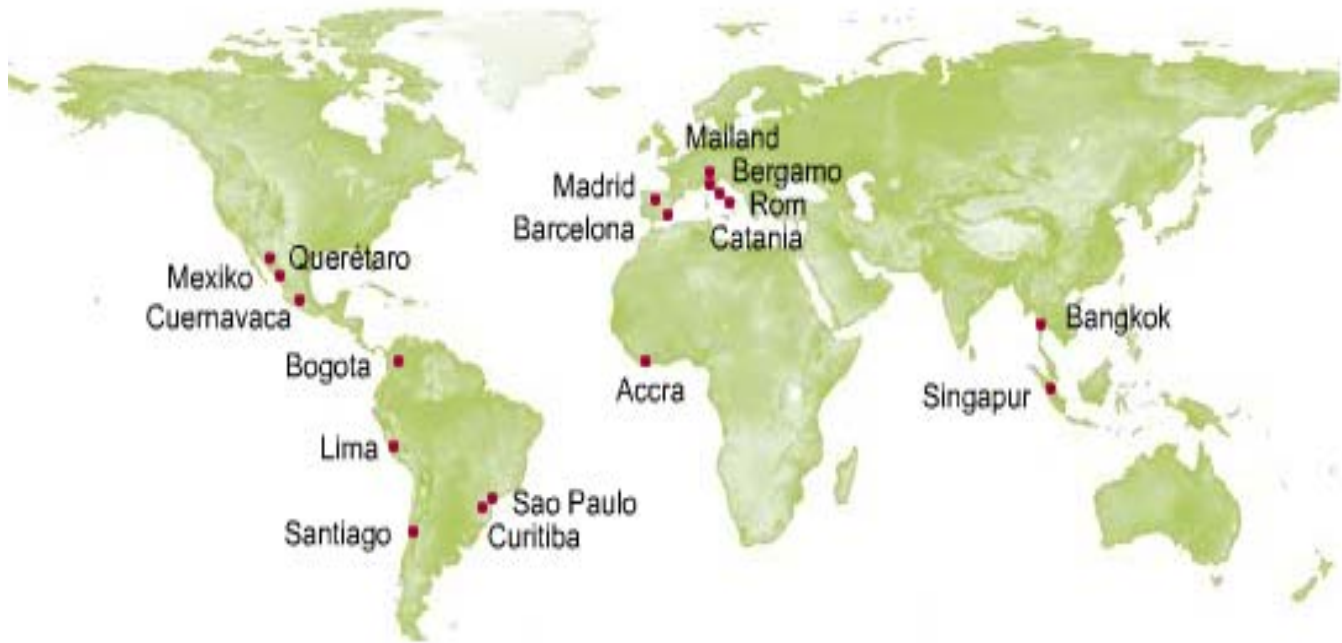 Mailand
Bergamo
Madrid
Rom
Barcelona
Catania
Querétaro
Mexiko
Cuernavaca
Bangkok
Bogota
Accra
Singapur
Lima
Sao Paulo
Santiago
Curitiba